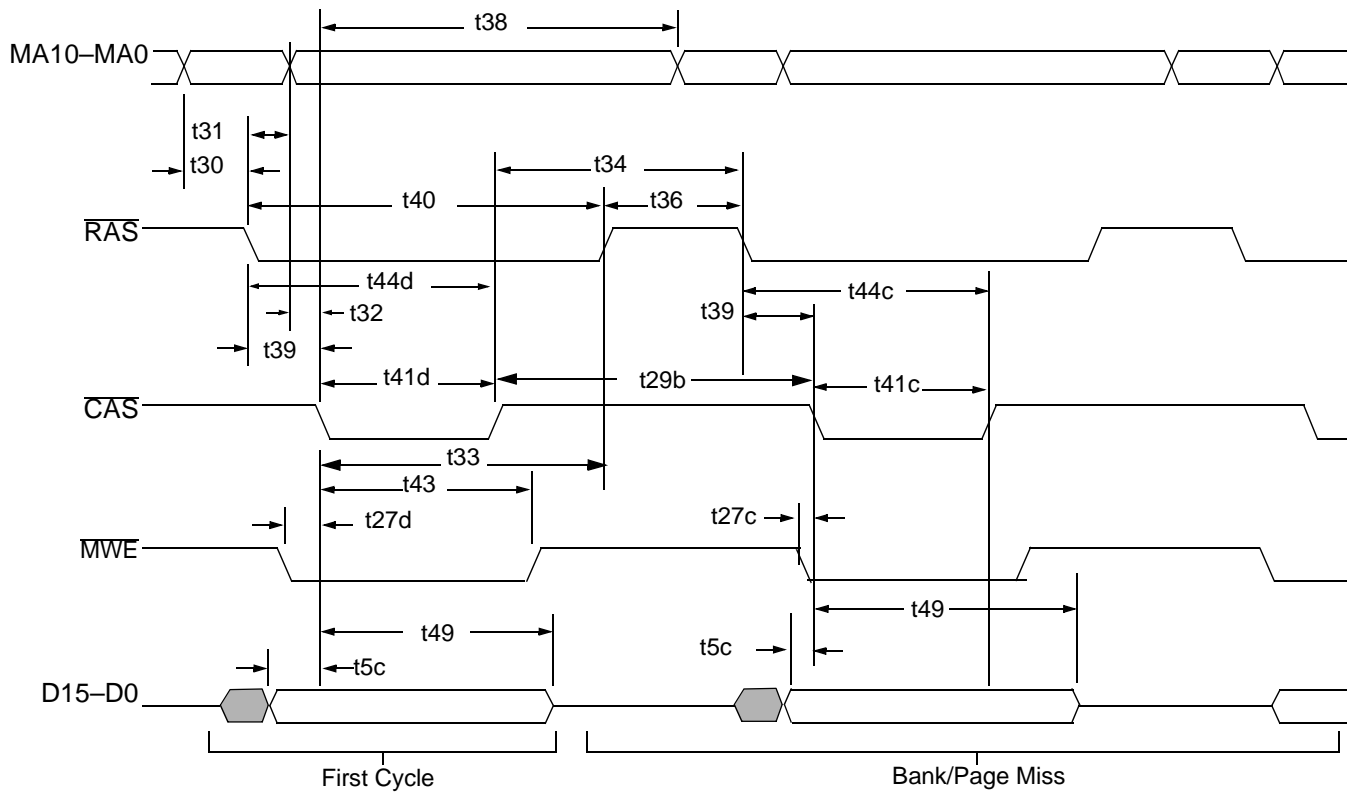 t38
MA10–MA0
t31
t30
t34
t40
t36
RAS
t44d
t44c
t32
t39
t39
t41d
t29b
t41c
CAS
t33
t43
t27d
t27c
MWE
t49
t49
t5c
t5c
D15–D0
First Cycle
Bank/Page Miss